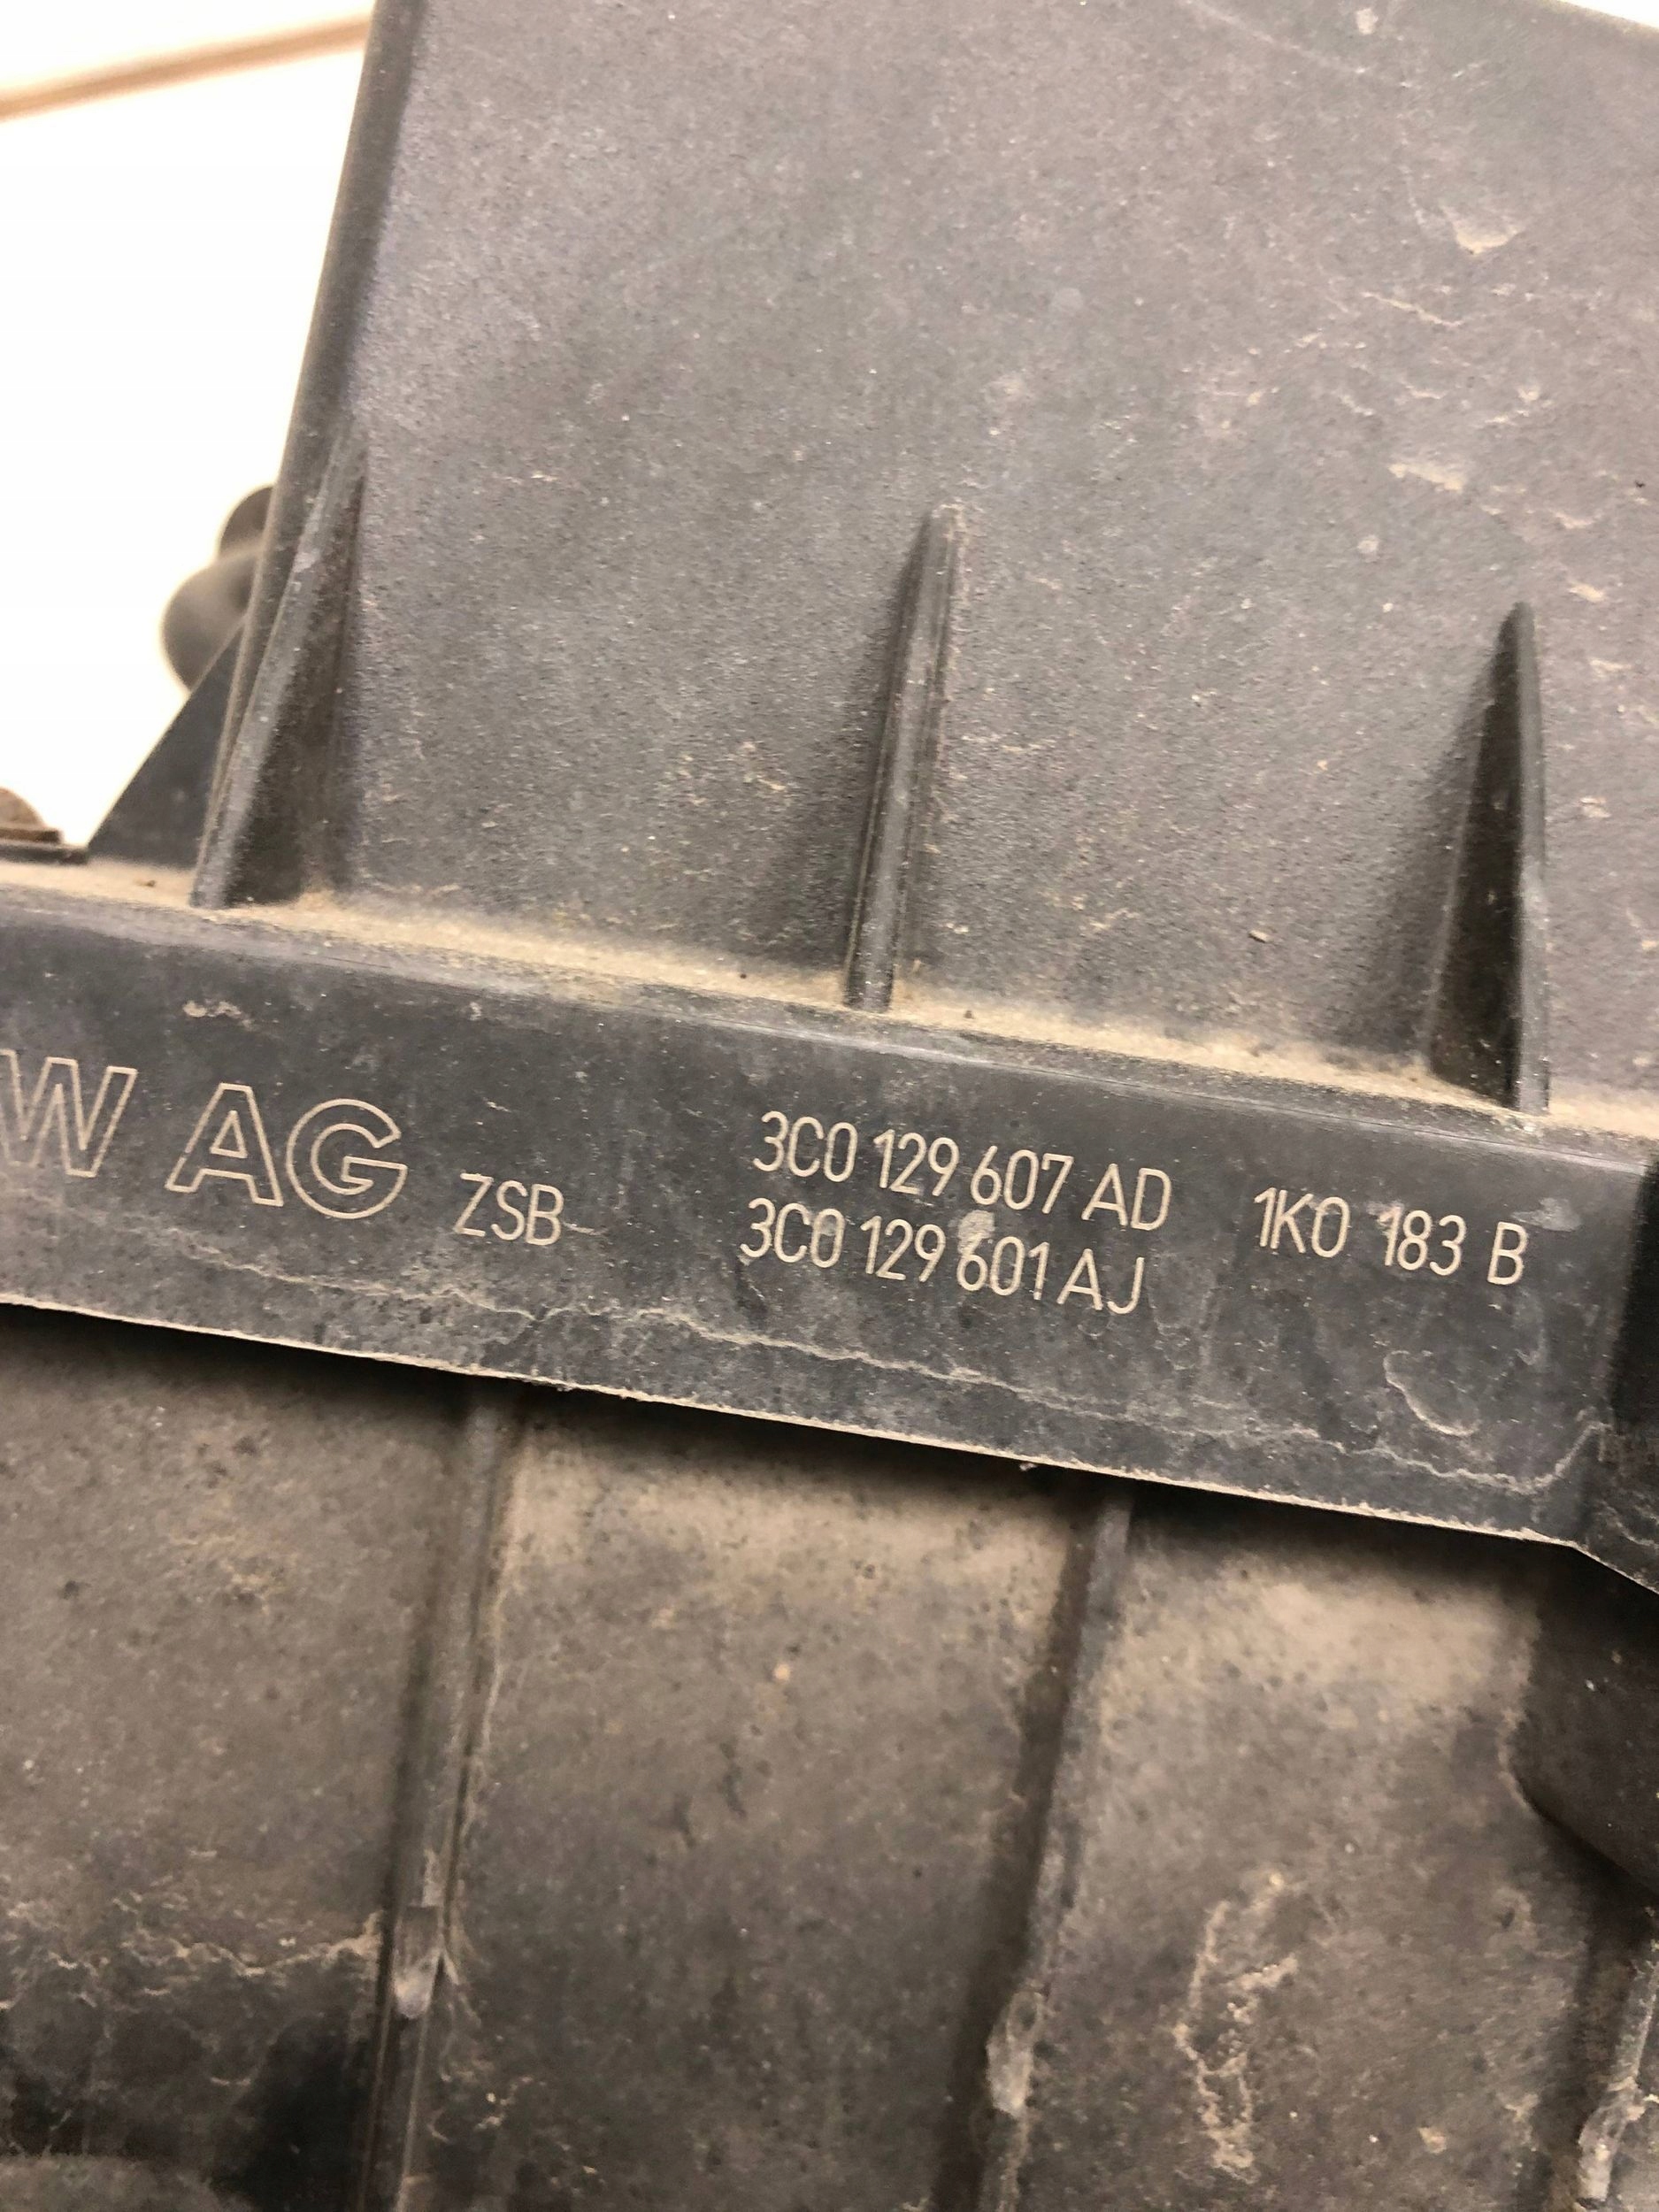 W AG ZSB 3C0 129 607 AD 1K0 183 B
3C0 129 601 AJ